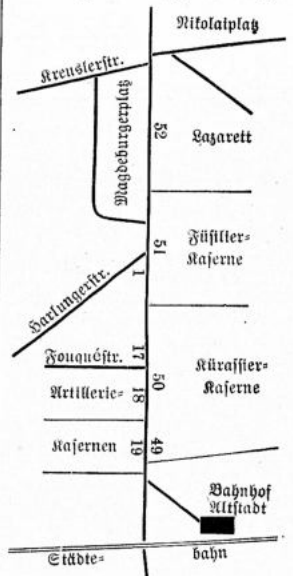 Nikolaiplatz
Kreuslerstr.
Magdeburgerplatz
52
Lazarett
51
Füsilier=
Kaserne
1
Harlungerstr.
17
Fouquéstr.
18
50
Artillerie=
Kürassier=
Kaserne
Kasernen
19
49
Bahnhof
Altstadt
Städte=
bahn